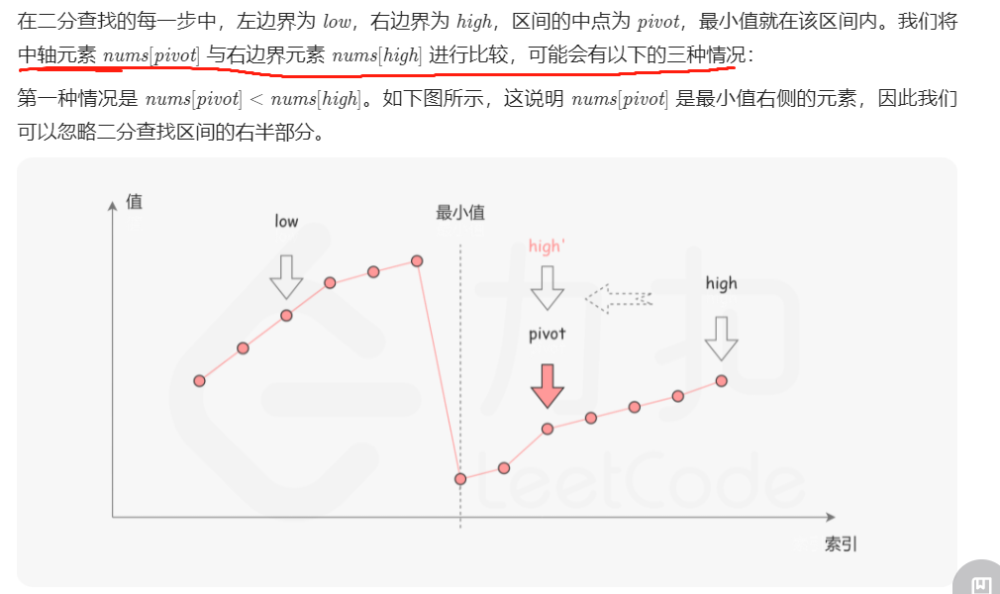 在二分查找的每一步中，左边界为 low，右边界为 high，区间的中点为 pivot，最小值就在该区间内。我们将
中轴元素 nums[pivot] 与右边界元素 nums[high] 进行比较，可能会有以下的三种情况：
第一种情况是 nums[pivot] < nums[high]。如下图所示，这说明 nums[pivot] 是最小值右侧的元素，因此我们
可以忽略二分查找区间的右半部分。
值
low
最小值
high'
high
pivot
力扣
LeetCode
索引